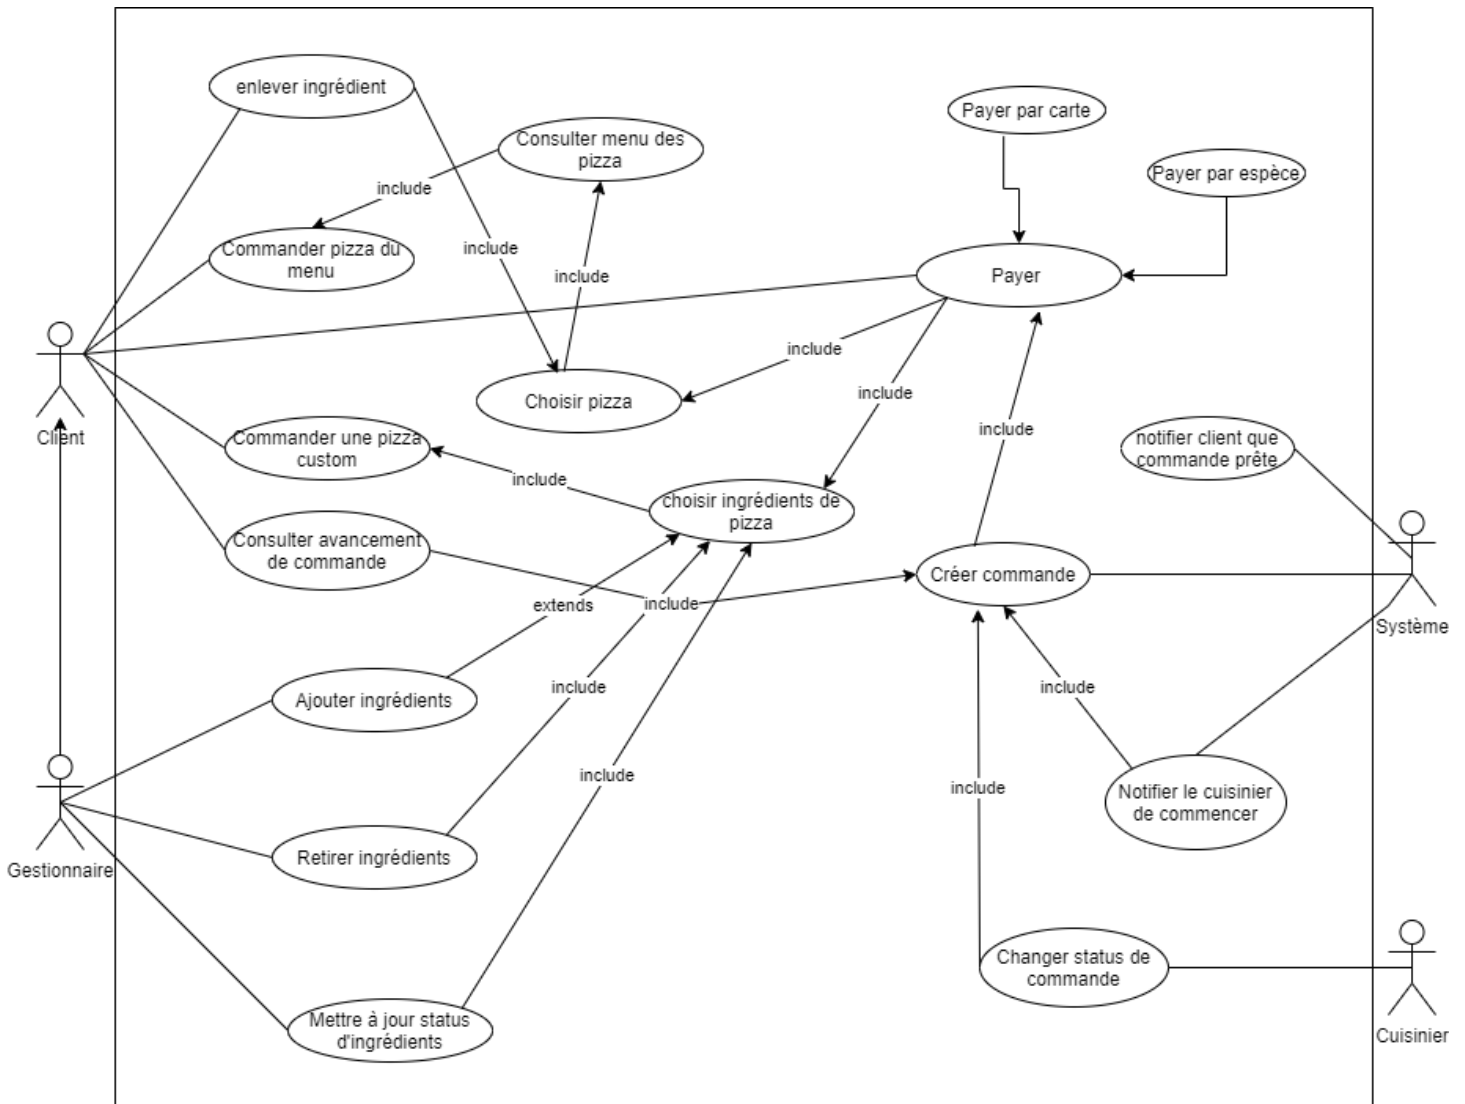 enlever ingrédient
Payer par carte
Consulter menu des
pizza
Payer par espèce
include
Commander pizza du
menu
include
include
Payer
include
include
Choisir pizza
Client
Commander une pizza
custom
include
notifier client que
commande prête
include
choisir ingrédients de
pizza
Consulter avancement
de commande
Créer commande
extends
include
Système
Ajouter ingrédients
include
include
include
include
Notifier le cuisinier
de commencer
Retirer ingrédients
Gestionnaire
Changer status de
commande
Mettre à jour status
d'ingrédients
Cuisinier